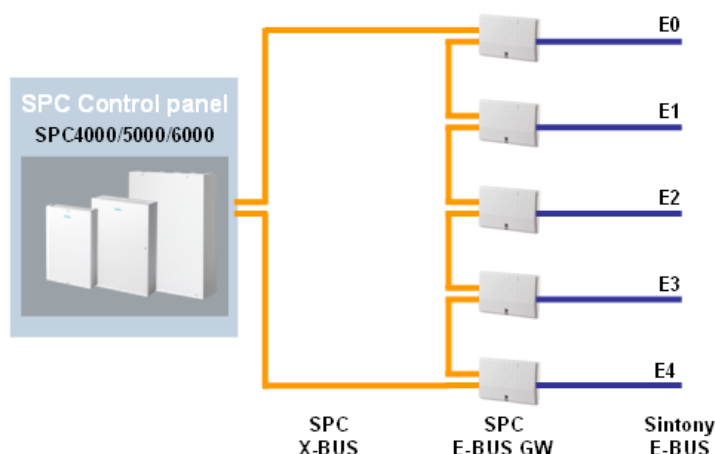 E0
SPC Control panel
SPC4000/5000/6000
E1
E2
E3
E4
SPC
X-BUS
SPC
E-BUS GW
Sintony
E-BUS